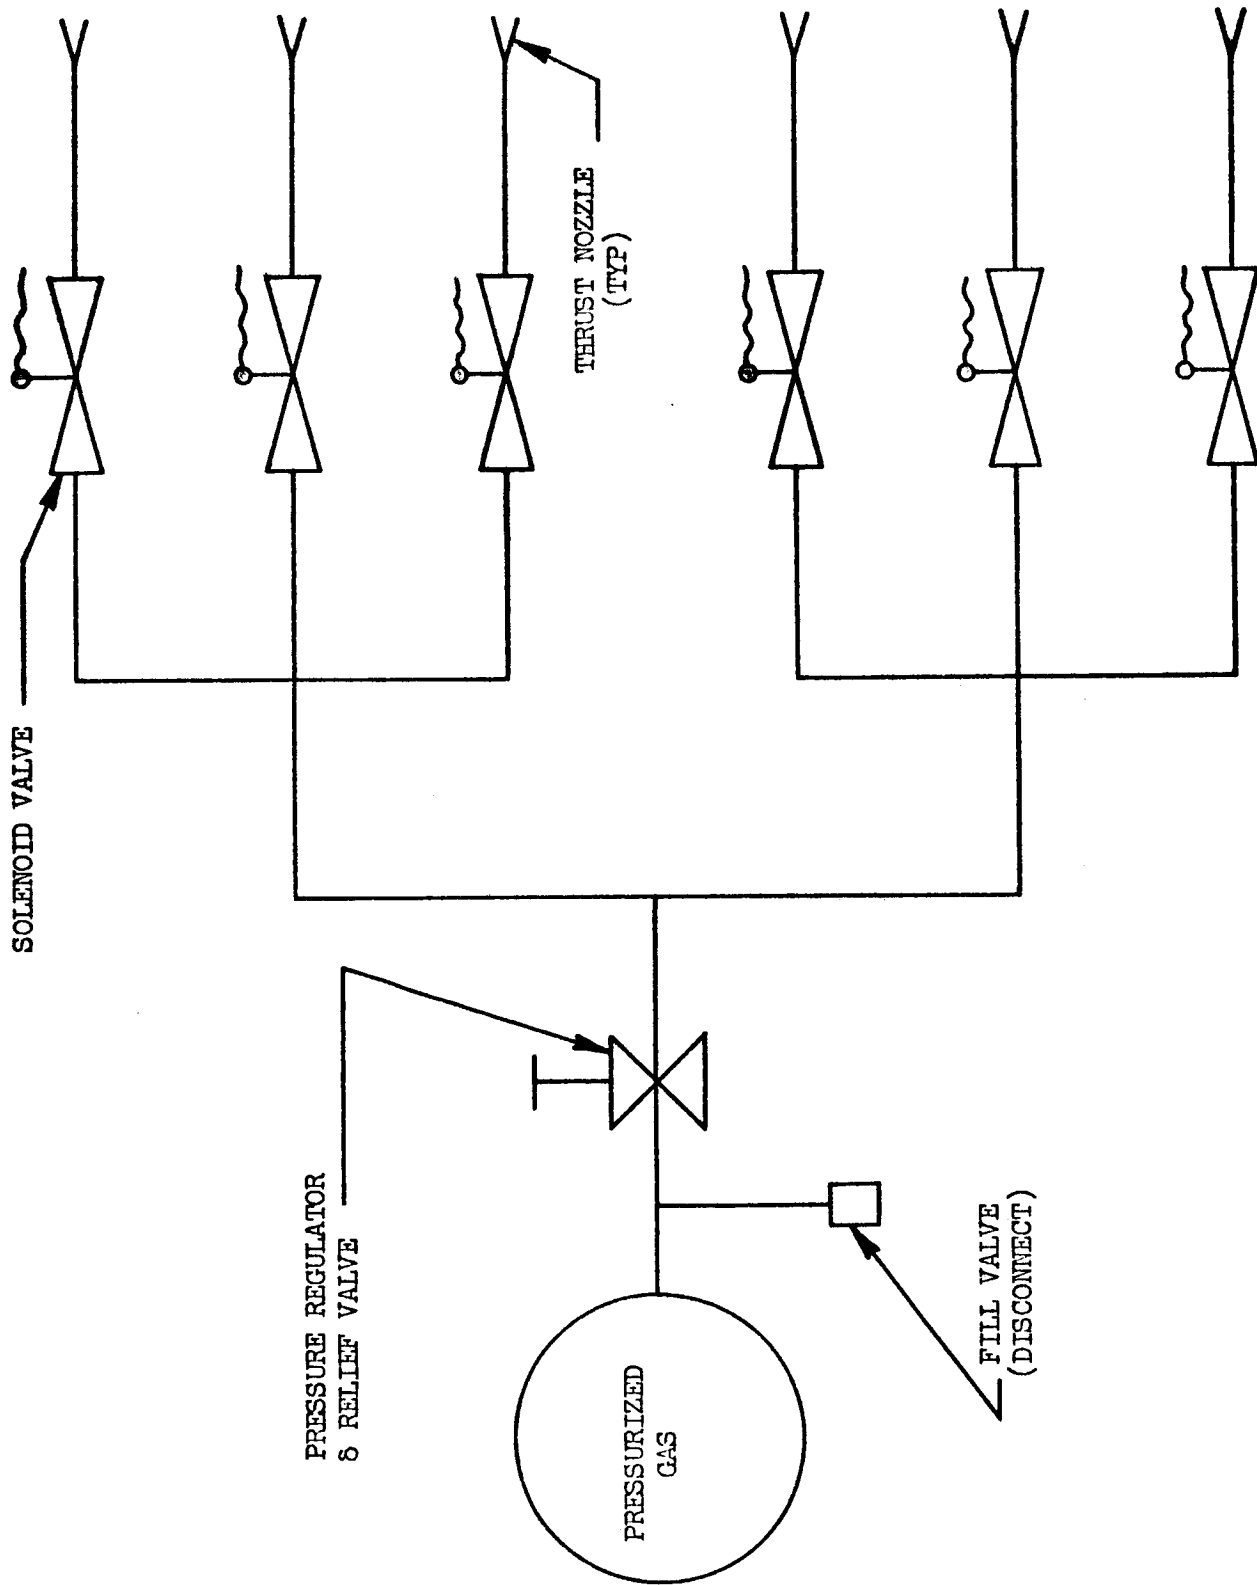 SOLENOID VALVE
THRUST NOZZLE
(TYP)
PRESSURE REGULATOR
& RELIEF VALVE
FILL VALVE
(DISCONNECT)
PRESSURIZED
GAS